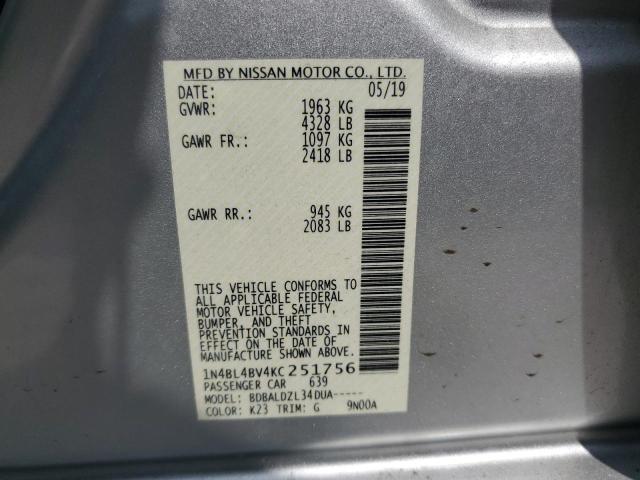 MFD BY NISSAN MOTOR CO., LTD.
DATE: 05/19
GVWR: 1963 KG
4328 LB
GAWR FR.: 1097 KG
2418 LB
GAWR RR.: 945 KG
2083 LB
THIS VEHICLE CONFORMS TO
ALL APPLICABLE FEDERAL
MOTOR VEHICLE SAFETY,
BUMPER, AND THEFT
PREVENTION STANDARDS IN
EFFECT ON THE DATE OF
MANUFACTURE SHOWN ABOVE.
1N4BL4BV4KC251756
PASSENGER CAR 639
MODEL: BDBALDZL34DUA-----
COLOR: K23 TRIM: G 9N00A